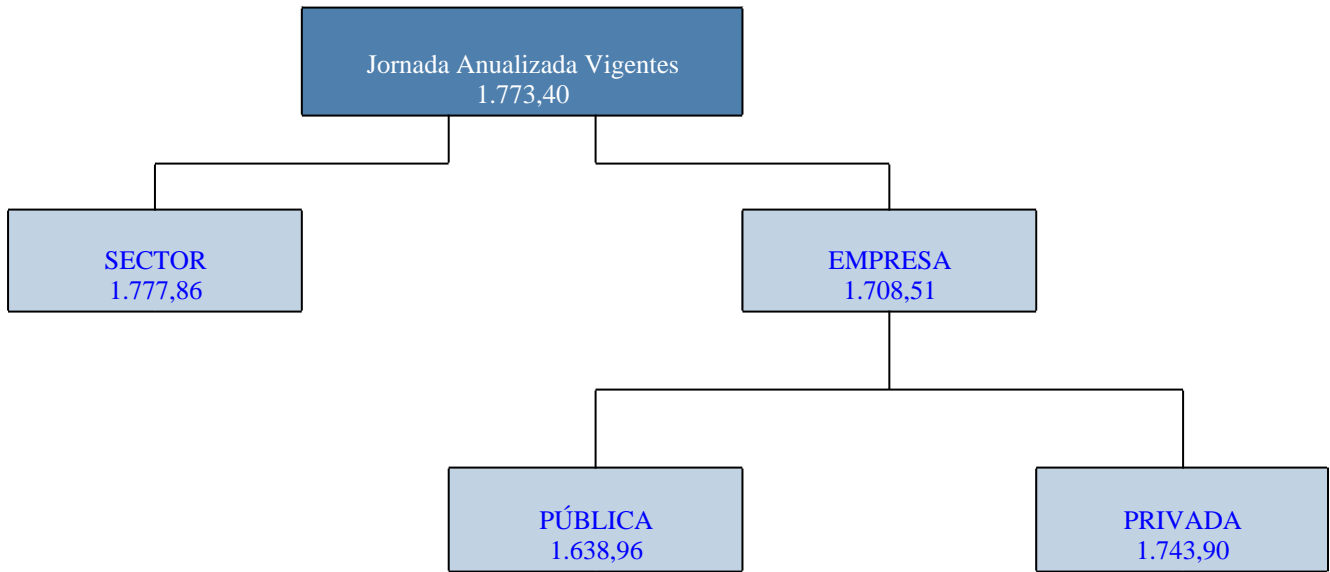 Jornada Anualizada Vigentes
1.773,40
SECTOR
1.777,86
EMPRESA
1.708,51
PÚBLICA
1.638,96
PRIVADA
1.743,90